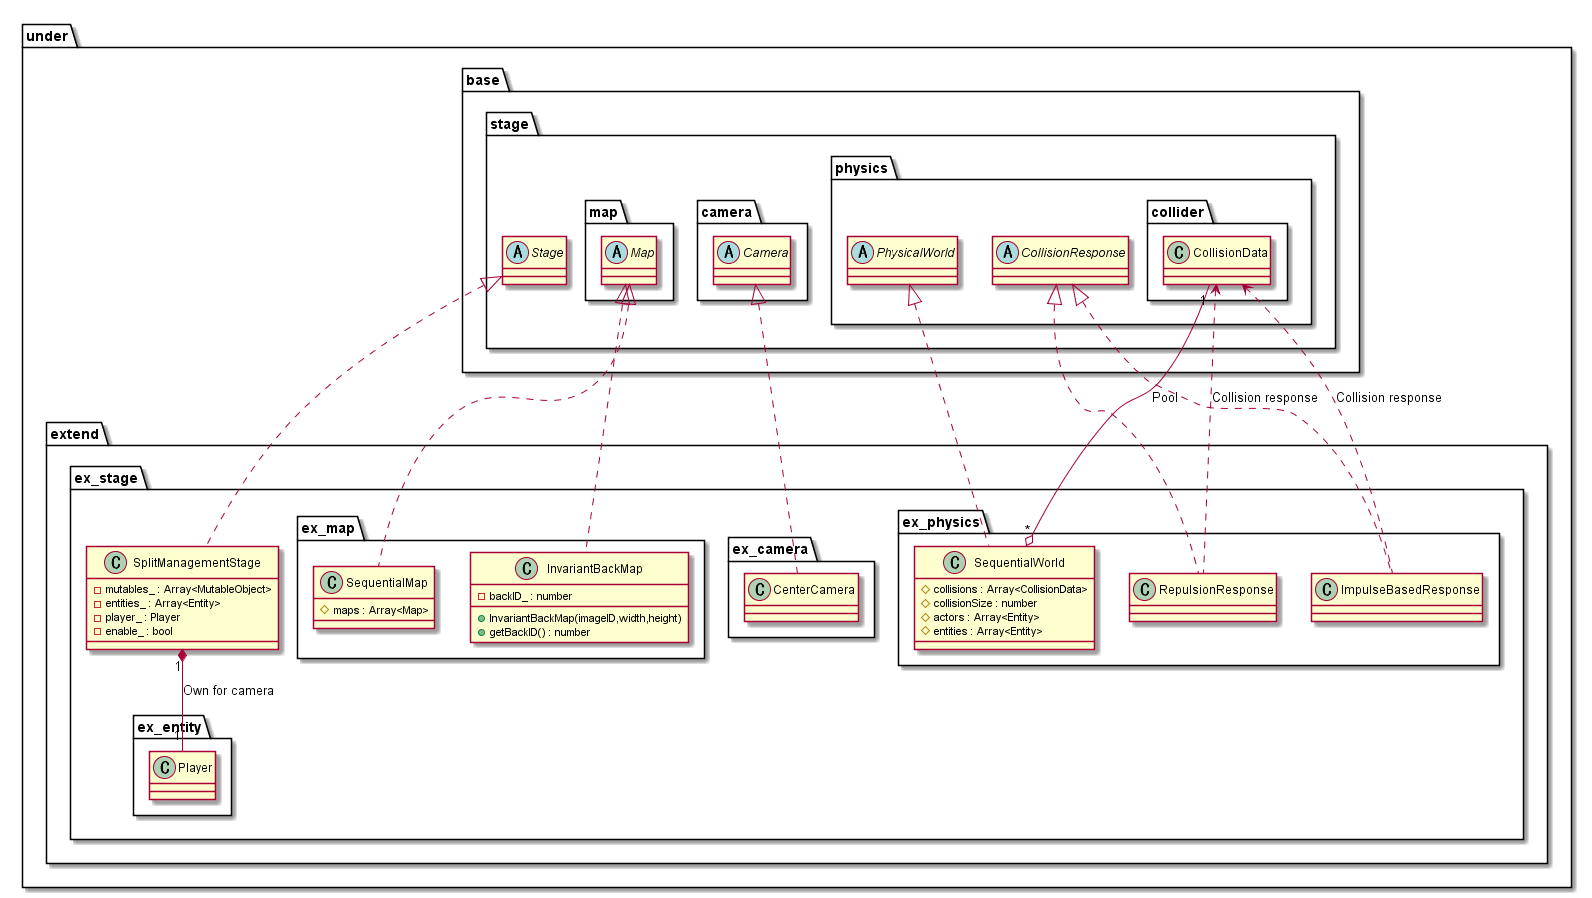 under
base
stage
physics
map
camera
collider
A Stage
A Map
A Camera
A PhysicalWorld
A CollisionResponse
C CollisionData
1
Pool
Collision response
Collision response
extend
ex_stage
ex_map
ex_camera
ex_physics
*
C SplitManagementStage
mutables_ : Array<MutableObject>
entities_ : Array<Entity>
player_ : Player
enable_ : bool
C SequentialMap
maps : Array<Map>
C InvariantBackMap
backID_ : number
InvariantBackMap(imageID,width,height)
getBackID() : number
C CenterCamera
C SequentialWorld
collisions : Array<CollisionData>
collisionSize : number
actors : Array<Entity>
entities : Array<Entity>
C RepulsionResponse
C ImpulseBasedResponse
1
Own for camera
ex_entity
1
C Player